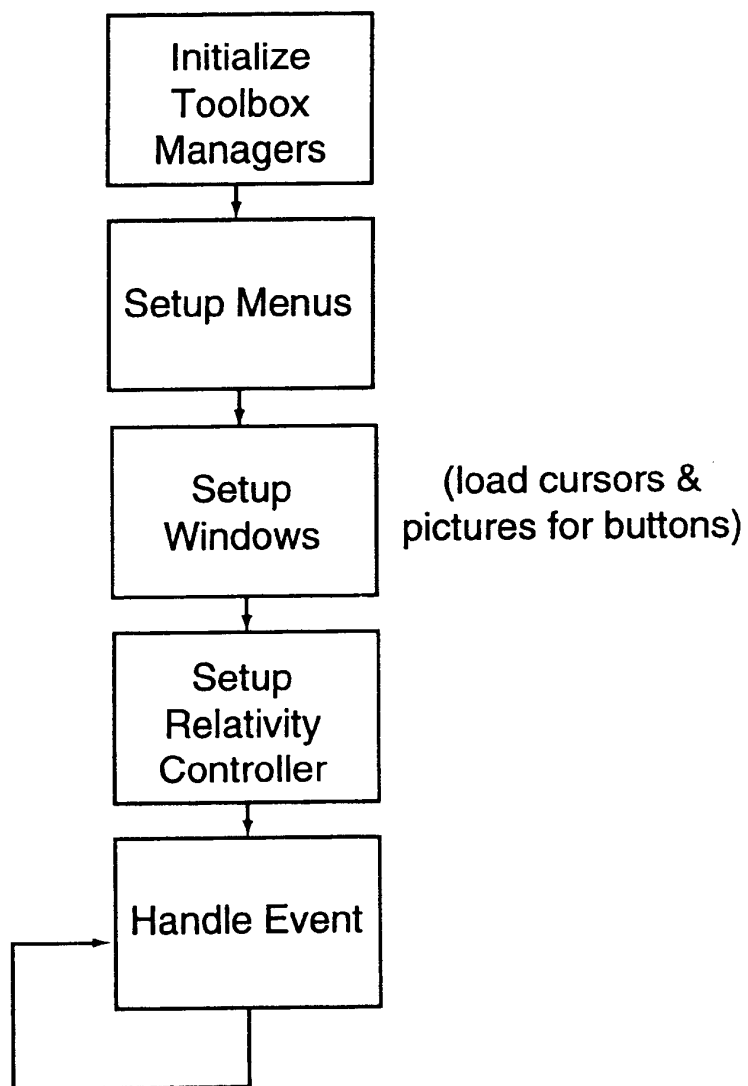 Initialize
Toolbox
Managers
Setup Menus
Setup
Windows
(load cursors &
pictures for buttons)
Setup
Relativity
Controller
Handle Event